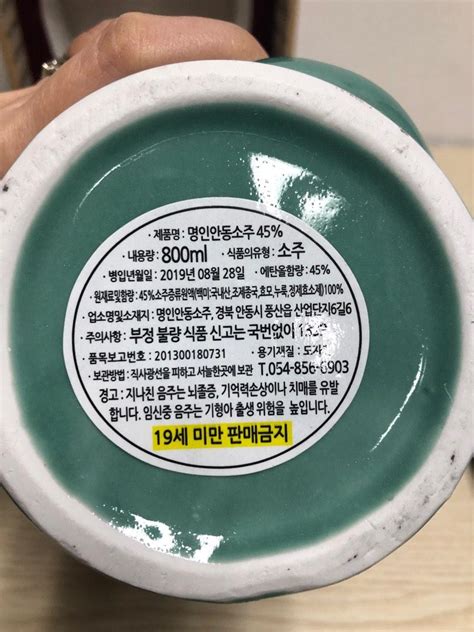 · 제품명 : 명인안동소주 45%
· 내용량 : 800ml · 식품의유형 : 소주
· 병입년월일 : 2019년 08월 28일 · 에탄올함량 : 45%
· 원재료및함량 : 45%소주증류원액(백미:국내산,조제종국,효모,누룩,정제효소제)100%
· 업소명및소재지 : 명인안동소주, 경북 안동시 풍산읍 산업단지6길6
· 주의사항 : 부정 불량 식품 신고는 국번없이
· 품목보고번호 : 201300180731 · 용기재질 : 도자기
· 보관방법 : 직사광선을 피하고 서늘한곳에 보관 T,054-856-6903
경고 : 지나친 음주는 뇌졸중, 기억력손상이나 치매를 유발
합니다. 임신중 음주는 기형아 출생 위험을 높입니다.
19세 미만 판매금지